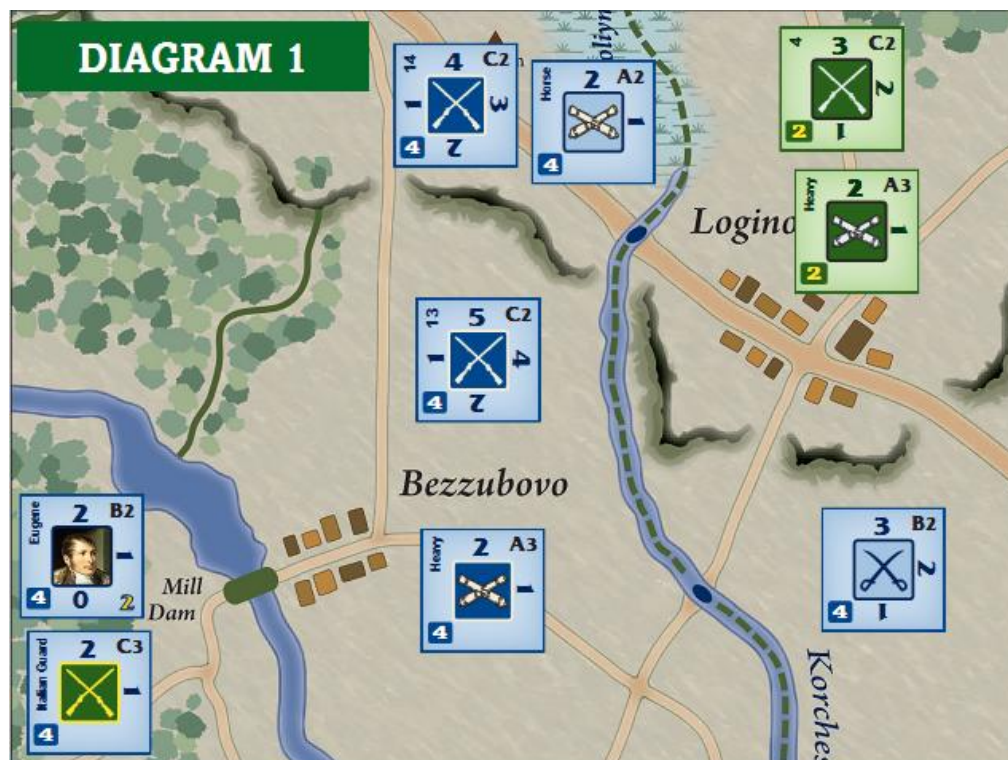 DIAGRAM 1
14
4 C2
1
3
2
4
Horse
2 A2
1
4
4
3 C2
2
1
2
Heavy
2 A3
1
2
Logino
13
5 C2
1
4
2
4
Bezzubovo
Eugene
2 B2
1
4
0
2
Mill
Dam
Heavy
2 A3
1
4
3 B2
2
1
4
Italian Guard
2 C3
1
4
Korches